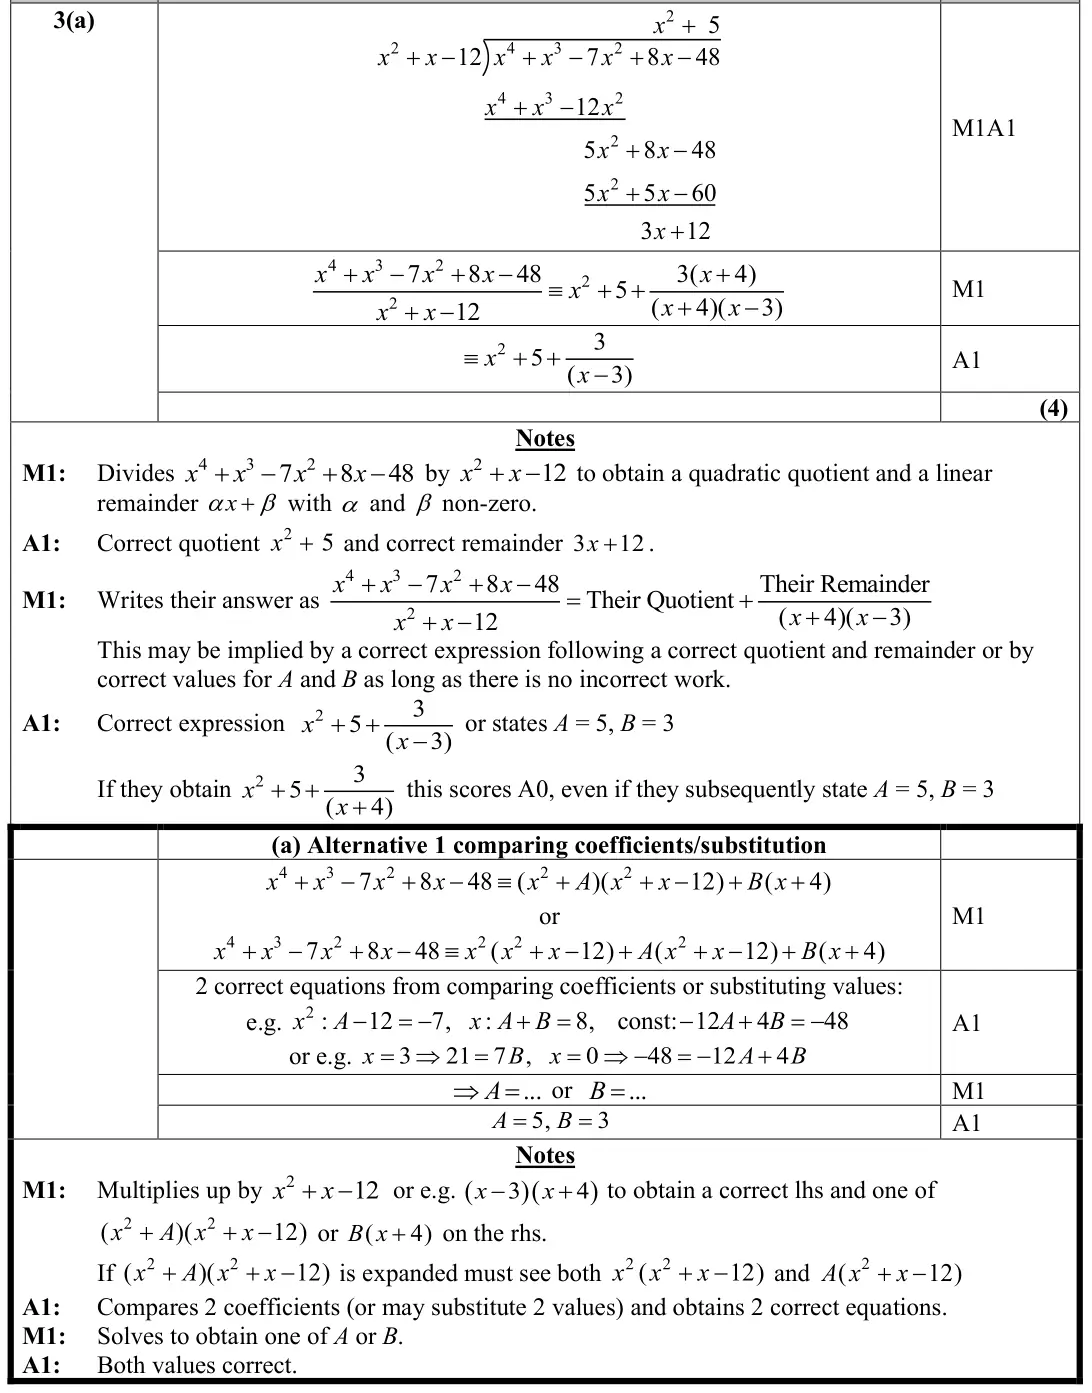 3(a)
x² + 5
x² + x − 12)x⁴ + x³ − 7x² + 8x − 48
x⁴ + x³ − 12x²
5x² + 8x − 48
5x² + 5x − 60
3x + 12
M1A1
(x⁴ + x³ − 7x² + 8x − 48)/(x² + x − 12) ≡ x² + 5 + 3(x + 4)/((x + 4)(x − 3)) M1
≡ x² + 5 + 3/(x − 3) A1
(4)
Notes
M1: Divides x⁴ + x³ − 7x² + 8x − 48 by x² + x − 12 to obtain a quadratic quotient and a linear
remainder αx + β with α and β non-zero.
A1: Correct quotient x² + 5 and correct remainder 3x + 12.
M1: Writes their answer as (x⁴ + x³ − 7x² + 8x − 48)/(x² + x − 12) = Their Quotient + Their Remainder/((x + 4)(x − 3))
This may be implied by a correct expression following a correct quotient and remainder or by
correct values for A and B as long as there is no incorrect work.
A1: Correct expression x² + 5 + 3/(x − 3) or states A = 5, B = 3
If they obtain x² + 5 + 3/(x + 4) this scores A0, even if they subsequently state A = 5, B = 3
(a) Alternative 1 comparing coefficients/substitution
x⁴ + x³ − 7x² + 8x − 48 ≡ (x² + A)(x² + x − 12) + B(x + 4)
or
x⁴ + x³ − 7x² + 8x − 48 ≡ x²(x² + x − 12) + A(x² + x − 12) + B(x + 4)
M1
2 correct equations from comparing coefficients or substituting values:
e.g. x² : A − 12 = −7, x : A + B = 8, const: −12A + 4B = −48
or e.g. x = 3 ⇒ 21 = 7B, x = 0 ⇒ −48 = −12A + 4B
A1
⇒ A = ... or B = ... M1
A = 5, B = 3 A1
Notes
M1: Multiplies up by x² + x − 12 or e.g. (x − 3)(x + 4) to obtain a correct lhs and one of
(x² + A)(x² + x − 12) or B(x + 4) on the rhs.
If (x² + A)(x² + x − 12) is expanded must see both x²(x² + x − 12) and A(x² + x − 12)
A1: Compares 2 coefficients (or may substitute 2 values) and obtains 2 correct equations.
M1: Solves to obtain one of A or B.
A1: Both values correct.